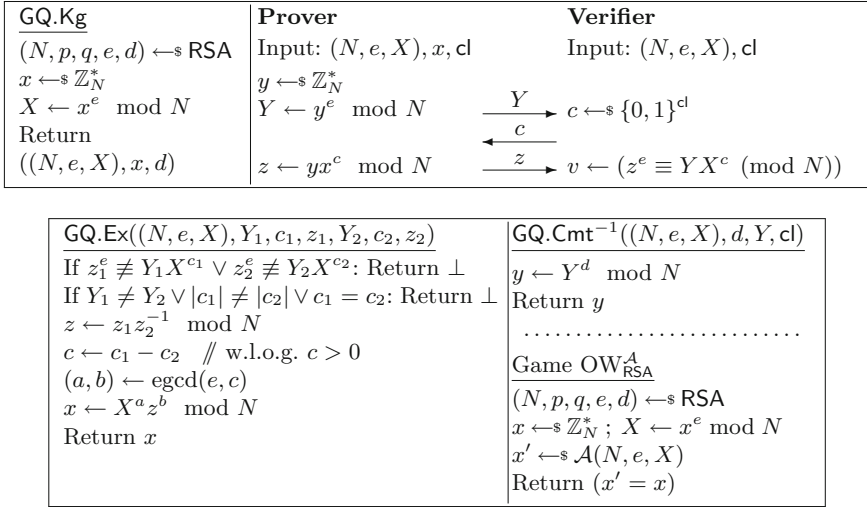 GQ.Kg
(N, p, q, e, d) ←$ RSA
x ←$ ℤ*_N
X ← x^e mod N
Return
((N, e, X), x, d)
Prover
Verifier
Input: (N, e, X), x, cl
Input: (N, e, X), cl
y ←$ ℤ*_N
Y ← y^e mod N
Y
c ←$ {0, 1}^cl
c
z ← yx^c mod N
z
v ← (z^e ≡ YX^c (mod N))
GQ.Ex((N, e, X), Y_1, c_1, z_1, Y_2, c_2, z_2)
If z_1^e ≢ Y_1X^{c_1} ∨ z_2^e ≢ Y_2X^{c_2}: Return ⊥
If Y_1 ≠ Y_2 ∨ |c_1| ≠ |c_2| ∨ c_1 = c_2: Return ⊥
z ← z_1z_2^{-1} mod N
c ← c_1 − c_2 // w.l.o.g. c > 0
(a, b) ← egcd(e, c)
x ← X^a z^b mod N
Return x
GQ.Cmt^{-1}((N, e, X), d, Y, cl)
y ← Y^d mod N
Return y
Game OW^𝒜_RSA
(N, p, q, e, d) ←$ RSA
x ←$ ℤ*_N ; X ← x^e mod N
x′ ←$ 𝒜(N, e, X)
Return (x′ = x)